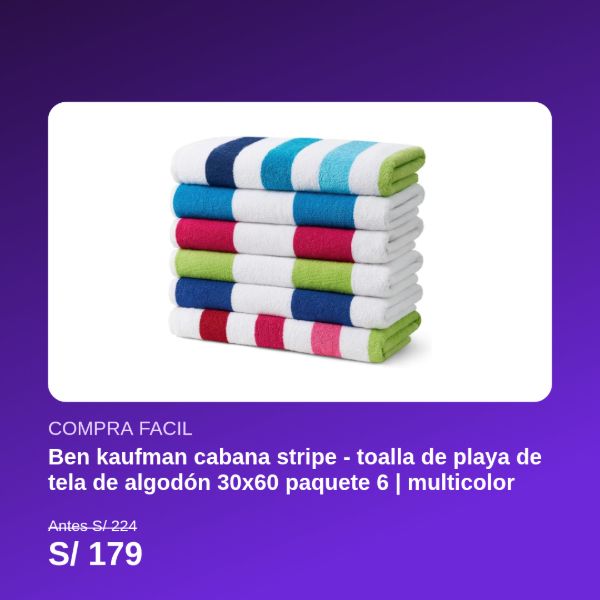 COMPRA FACIL
Ben kaufman cabana stripe - toalla de playa de
tela de algodón 30x60 paquete 6 | multicolor
Antes S/ 224
S/ 179